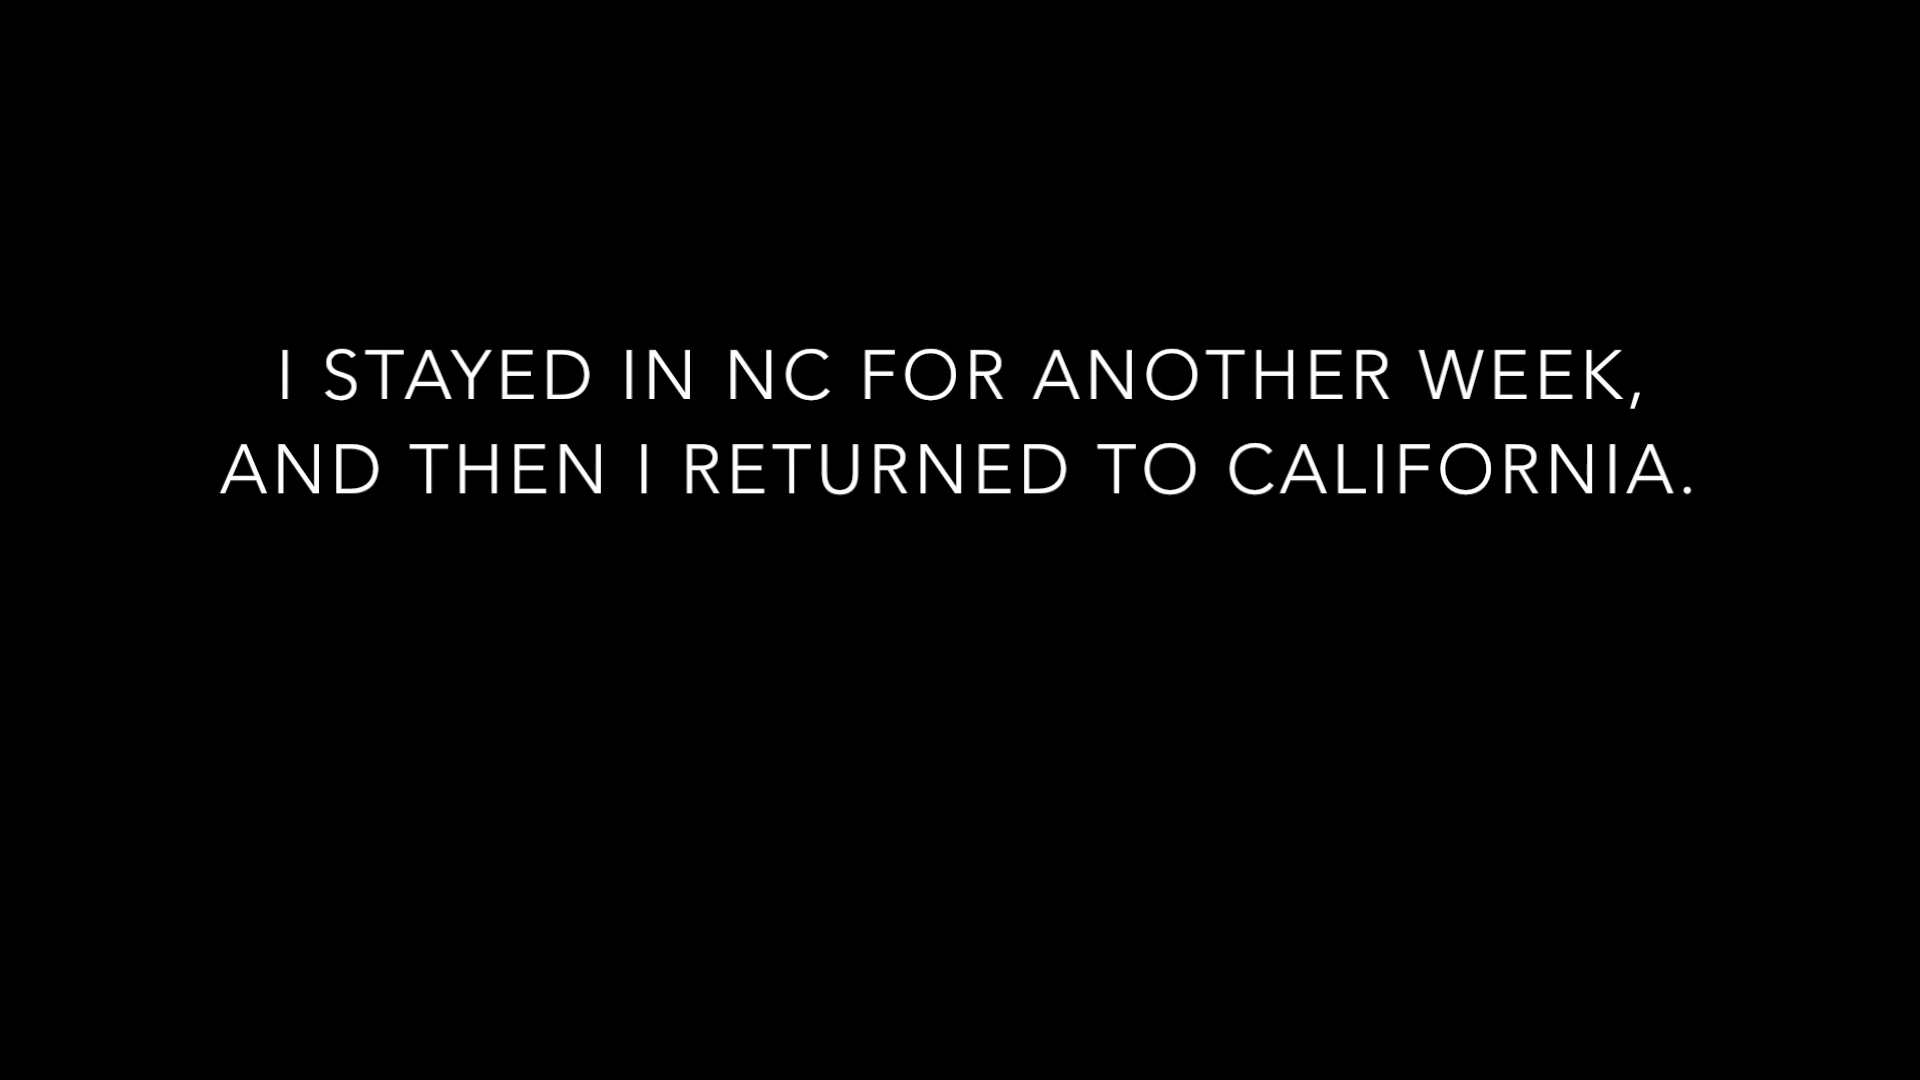 I STAYED IN NC FOR ANOTHER WEEK,
AND THEN I RETURNED TO CALIFORNIA.